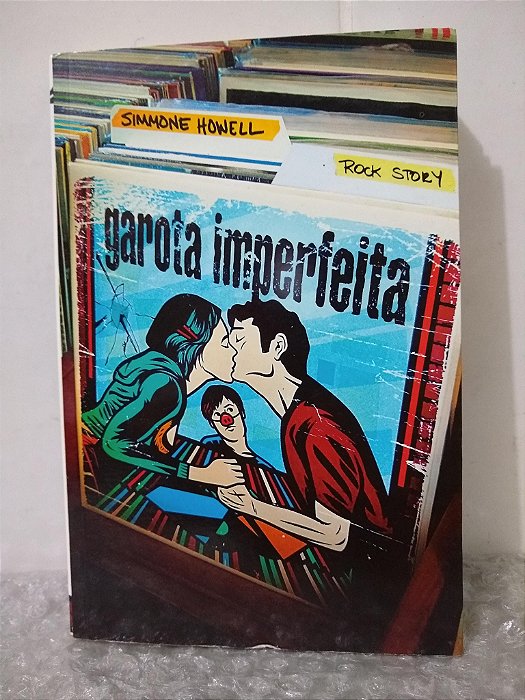 SIMMONE HOWELL
ROCK STORY
garota imperfeita